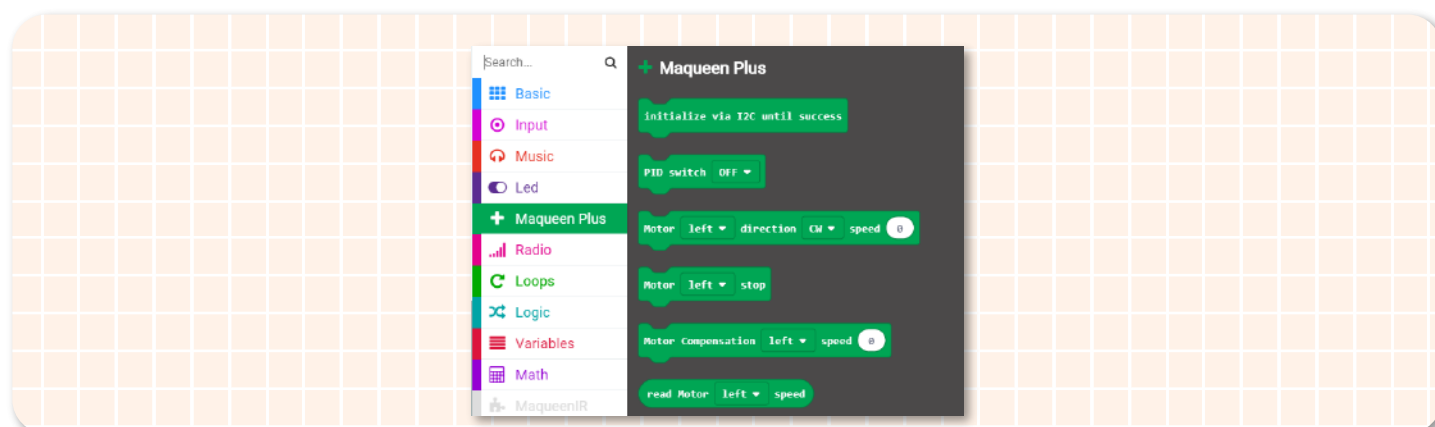 Search...
Basic
Input
Music
Led
Maqueen Plus
Radio
Loops
Logic
Variables
Math
MaqueenIR
Maqueen Plus
initialize via I2C until success
PID switch OFF
Motor left direction CW speed 0
Motor left stop
Motor Compensation left speed 0
read Motor left speed